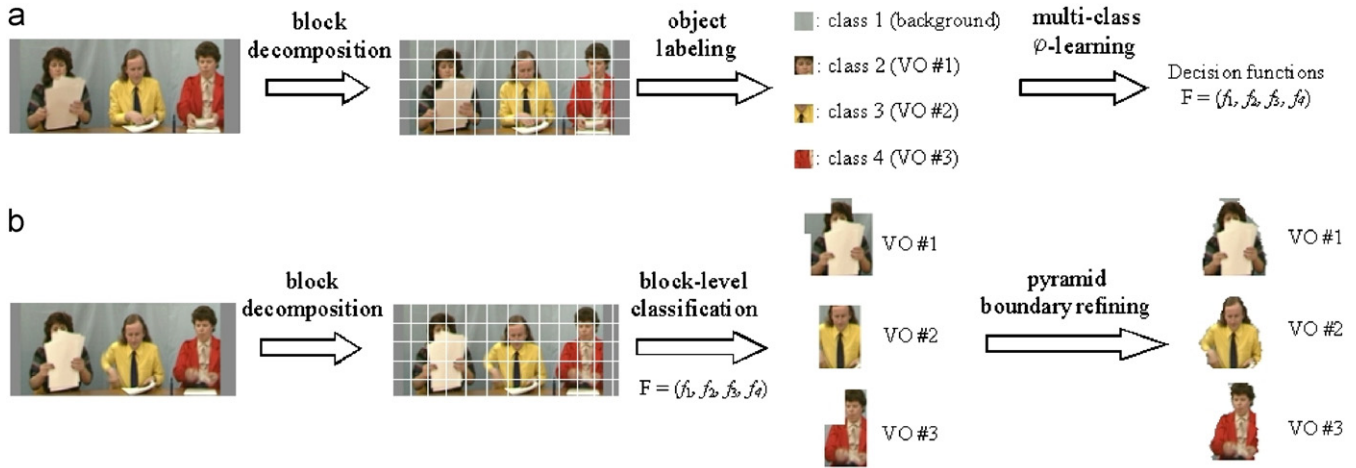 a
block
decomposition
object
labeling
: class 1 (background)
: class 2 (VO #1)
: class 3 (VO #2)
: class 4 (VO #3)
multi-class
φ-learning
Decision functions
F = (f₁, f₂, f₃, f₄)
b
block
decomposition
block-level
classification
F = (f₁, f₂, f₃, f₄)
VO #1
VO #2
VO #3
pyramid
boundary refining
VO #1
VO #2
VO #3